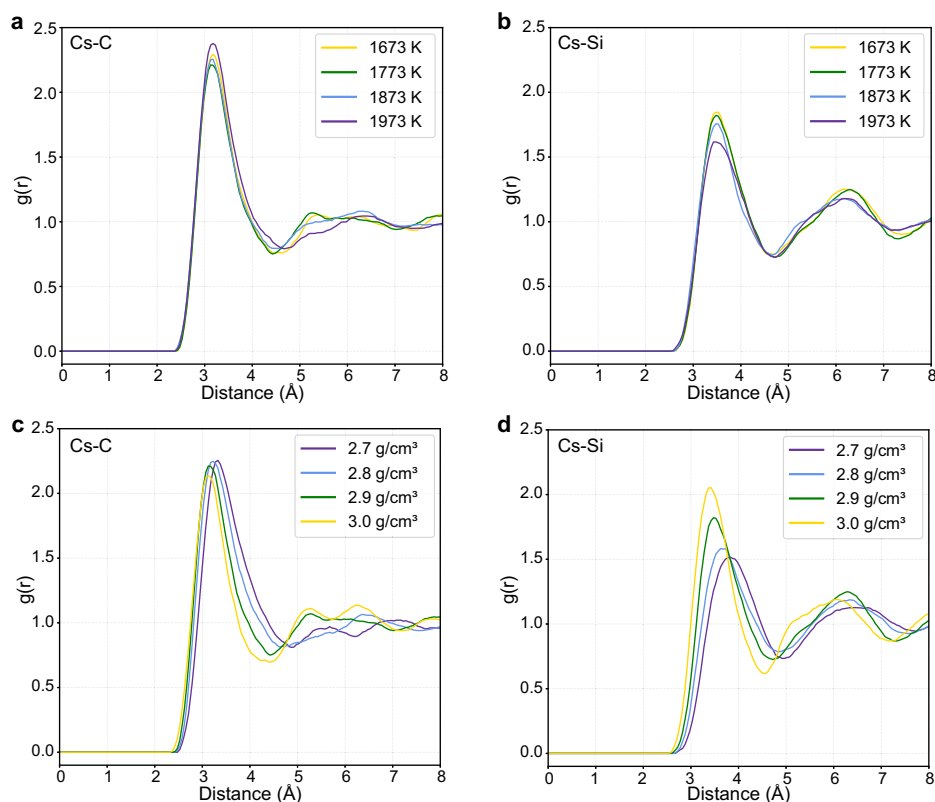 a
Cs-C
1673 K
1773 K
1873 K
1973 K
g(r)
2.5
2.0
1.5
1.0
0.5
0.0
0 1 2 3 4 5 6 7 8
Distance (Å)
b
Cs-Si
1673 K
1773 K
1873 K
1973 K
g(r)
2.5
2.0
1.5
1.0
0.5
0.0
0 1 2 3 4 5 6 7 8
Distance (Å)
c
Cs-C
2.7 g/cm³
2.8 g/cm³
2.9 g/cm³
3.0 g/cm³
g(r)
2.5
2.0
1.5
1.0
0.5
0.0
0 1 2 3 4 5 6 7 8
Distance (Å)
d
Cs-Si
2.7 g/cm³
2.8 g/cm³
2.9 g/cm³
3.0 g/cm³
g(r)
2.5
2.0
1.5
1.0
0.5
0.0
0 1 2 3 4 5 6 7 8
Distance (Å)